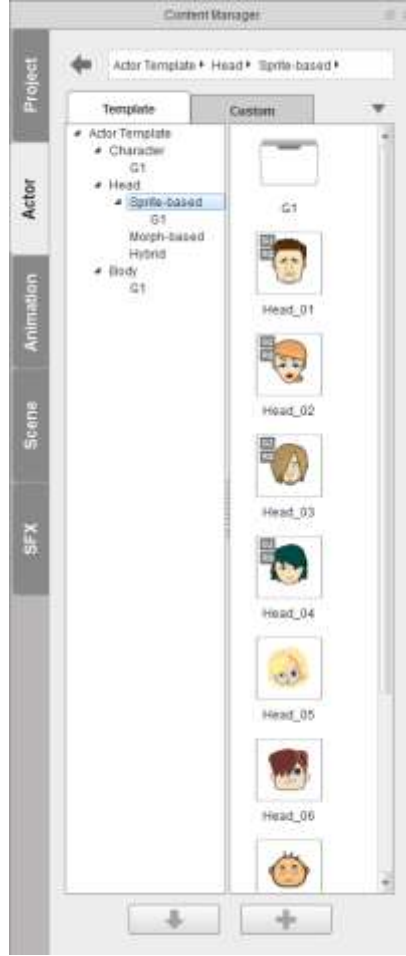 Content Manager
Project
Actor
Animation
Scene
SFX
Actor Template Head Sprite-based
Template
Custom
Actor Template
Character
G1
Head
Sprite-based
G1
Morph-based
Hybrid
Body
G1
G1
Head_01
Head_02
Head_03
Head_04
Head_05
Head_06